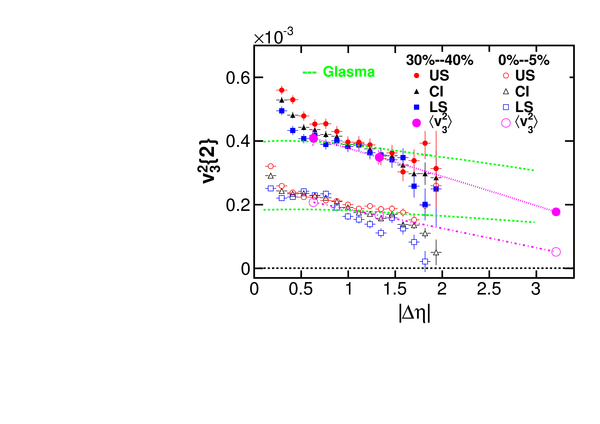 ×10⁻³
30%--40% 0%--5%
Glasma
US US
CI CI
LS LS
⟨v₃²⟩ ⟨v₃²⟩
v₃²{2}
0.6
0.4
0.2
0
0 0.5 1 1.5 2 2.5 3
|Δη|